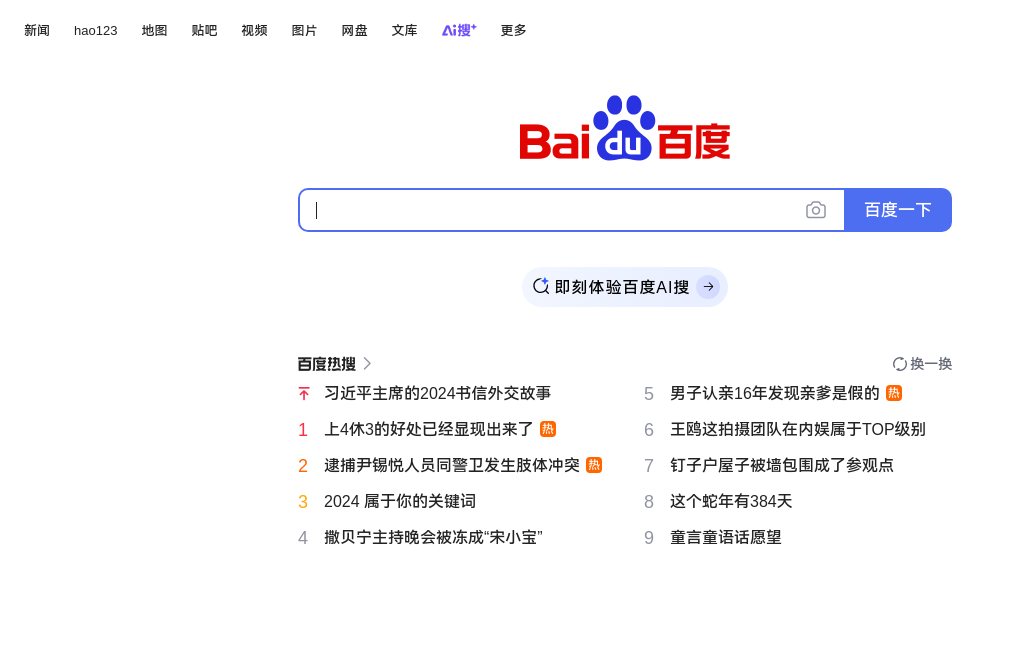 新闻 hao123 地图 贴吧 视频 图片 网盘 文库 Ai搜 更多
Bai du 百度
百度一下
即刻体验百度AI搜
百度热搜 换一换
习近平主席的2024书信外交故事
1 上4休3的好处已经显现出来了 热
2 逮捕尹锡悦人员同警卫发生肢体冲突 热
3 2024 属于你的关键词
4 撒贝宁主持晚会被冻成“宋小宝”
5 男子认亲16年发现亲爹是假的 热
6 王鸥这拍摄团队在内娱属于TOP级别
7 钉子户屋子被墙包围成了参观点
8 这个蛇年有384天
9 童言童语话愿望